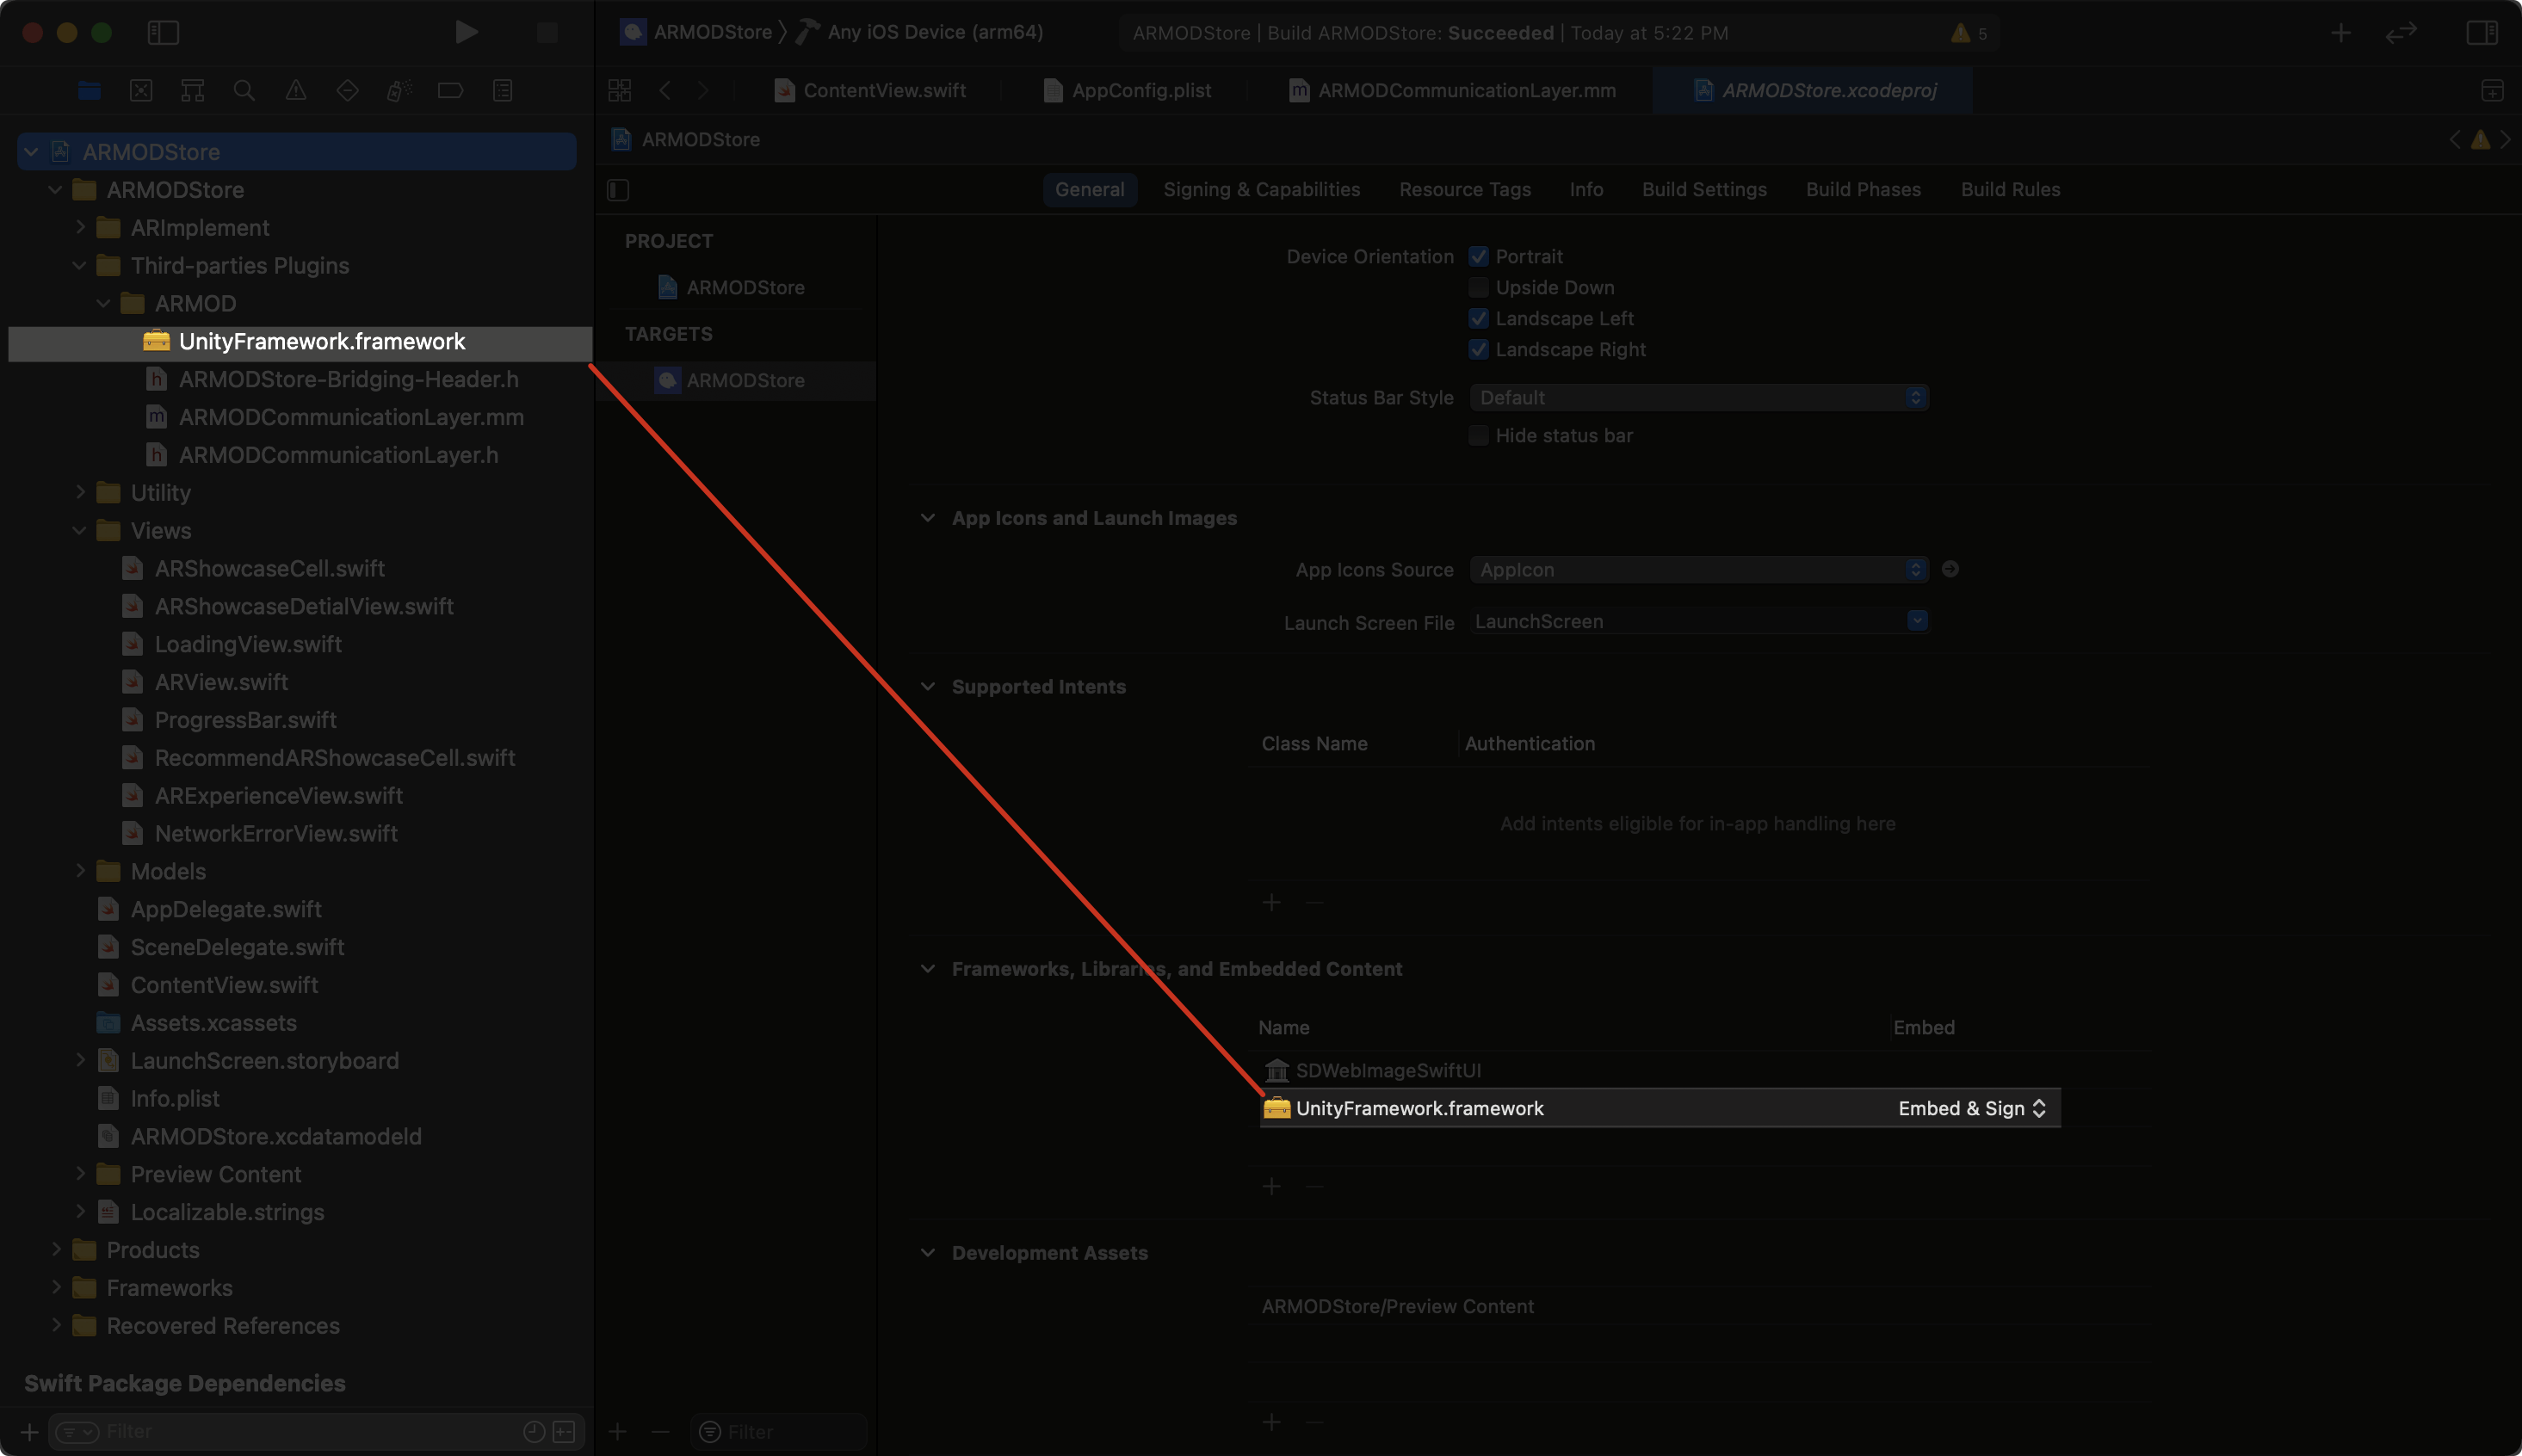 ARMODStore
Any iOS Device (arm64)
ARMODStore | Build ARMODStore: Succeeded | Today at 5:22 PM
5
ContentView.swift
AppConfig.plist
ARMODCommunicationLayer.mm
ARMODStore.xcodeproj
ARMODStore
ARMODStore
ARMODStore
ARImplement
Third-parties Plugins
ARMOD
UnityFramework.framework
ARMODStore-Bridging-Header.h
ARMODCommunicationLayer.mm
ARMODCommunicationLayer.h
Utility
Views
ARShowcaseCell.swift
ARShowcaseDetialView.swift
LoadingView.swift
ARView.swift
ProgressBar.swift
RecommendARShowcaseCell.swift
ARExperienceView.swift
NetworkErrorView.swift
Models
AppDelegate.swift
SceneDelegate.swift
ContentView.swift
Assets.xcassets
LaunchScreen.storyboard
Info.plist
ARMODStore.xcdatamodeld
Preview Content
Localizable.strings
Products
Frameworks
Recovered References
Swift Package Dependencies
Filter
General
Signing & Capabilities
Resource Tags
Info
Build Settings
Build Phases
Build Rules
PROJECT
ARMODStore
TARGETS
ARMODStore
Filter
Device Orientation
Portrait
Upside Down
Landscape Left
Landscape Right
Status Bar Style
Default
Hide status bar
App Icons and Launch Images
App Icons Source
AppIcon
Launch Screen File
LaunchScreen
Supported Intents
Class Name
Authentication
Add intents eligible for in-app handling here
Frameworks, Libraries, and Embedded Content
Name
Embed
SDWebImageSwiftUI
UnityFramework.framework
Embed & Sign
Development Assets
ARMODStore/Preview Content